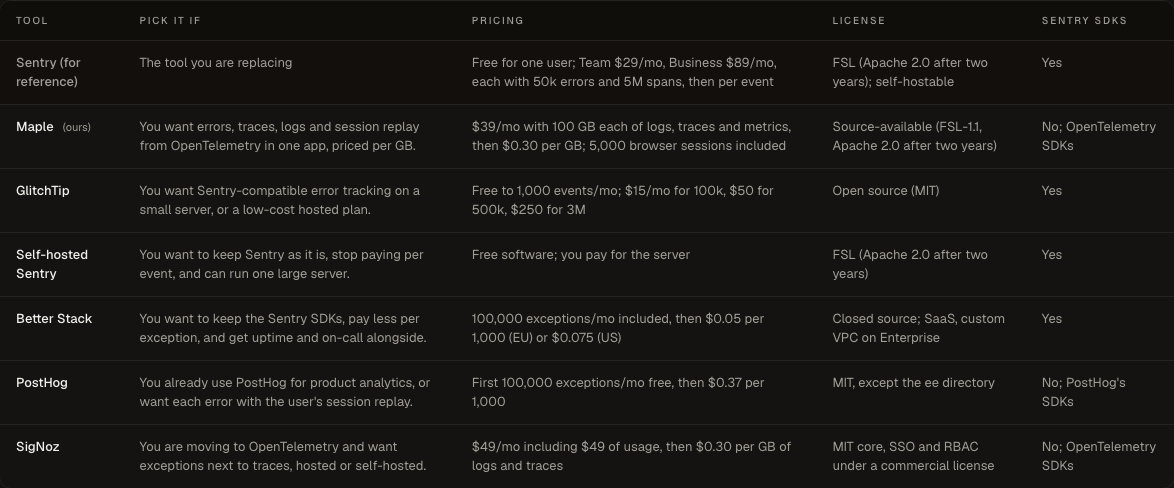 TOOL PICK IT IF PRICING LICENSE SENTRY SDKS
Sentry (for The tool you are replacing Free for one user; Team $29/mo, Business $89/mo, FSL (Apache 2.0 after two Yes
reference) each with 50k errors and 5M spans, then per event years); self-hostable
Maple (ours) You want errors, traces, logs and session replay $39/mo with 100 GB each of logs, traces and metrics, Source-available (FSL-1.1, No; OpenTelemetry
from OpenTelemetry in one app, priced per GB. then $0.30 per GB; 5,000 browser sessions included Apache 2.0 after two years) SDKs
GlitchTip You want Sentry-compatible error tracking on a Free to 1,000 events/mo; $15/mo for 100k, $50 for Open source (MIT) Yes
small server, or a low-cost hosted plan. 500k, $250 for 3M
Self-hosted You want to keep Sentry as it is, stop paying per Free software; you pay for the server FSL (Apache 2.0 after two Yes
Sentry event, and can run one large server. years)
Better Stack You want to keep the Sentry SDKs, pay less per 100,000 exceptions/mo included, then $0.05 per Closed source; SaaS, custom Yes
exception, and get uptime and on-call alongside. 1,000 (EU) or $0.075 (US) VPC on Enterprise
PostHog You already use PostHog for product analytics, or First 100,000 exceptions/mo free, then $0.37 per MIT, except the ee directory No; PostHog's
want each error with the user's session replay. 1,000 SDKs
SigNoz You are moving to OpenTelemetry and want $49/mo including $49 of usage, then $0.30 per GB of MIT core, SSO and RBAC No; OpenTelemetry
exceptions next to traces, hosted or self-hosted. logs and traces under a commercial license SDKs